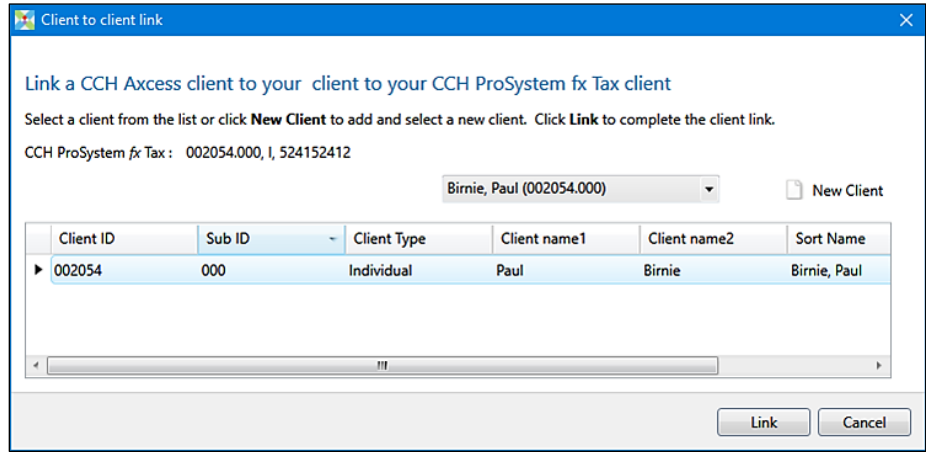 Client to client link
Link a CCH Axcess client to your client to your CCH ProSystem fx Tax client
Select a client from the list or click New Client to add and select a new client. Click Link to complete the client link.
CCH ProSystem fx Tax : 002054.000, I, 524152412
Birnie, Paul (002054.000) New Client
Client ID Sub ID Client Type Client name1 Client name2 Sort Name
002054 000 Individual Paul Birnie Birnie, Paul
Link Cancel